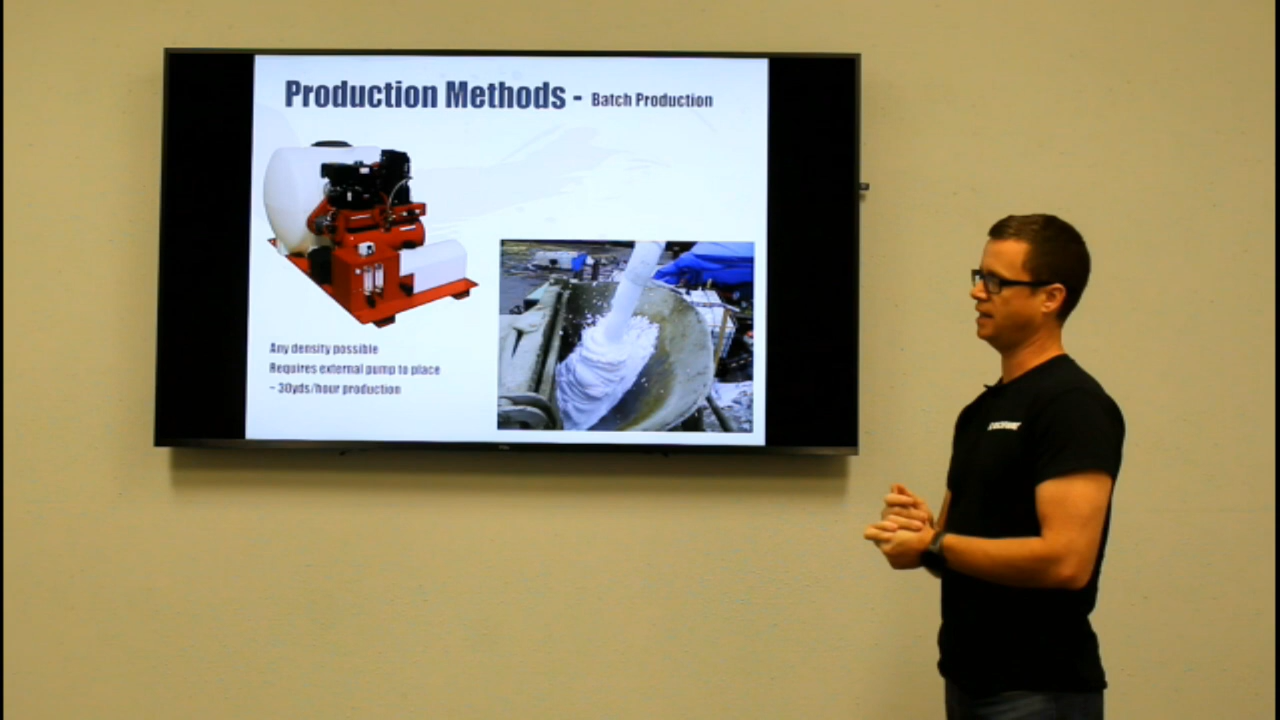 Production Methods - Batch Production
Any density possible
Requires external pump to place
~ 30yds/hour production